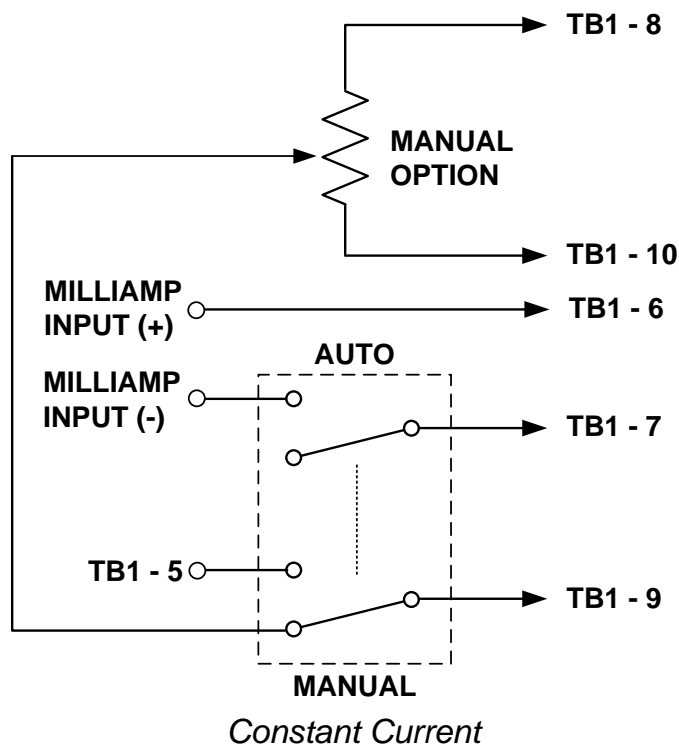 TB1 - 8
MANUAL
OPTION
TB1 - 10
MILLIAMP
INPUT (+)
TB1 - 6
AUTO
MILLIAMP
INPUT (-)
TB1 - 7
TB1 - 5
TB1 - 9
MANUAL
Constant Current